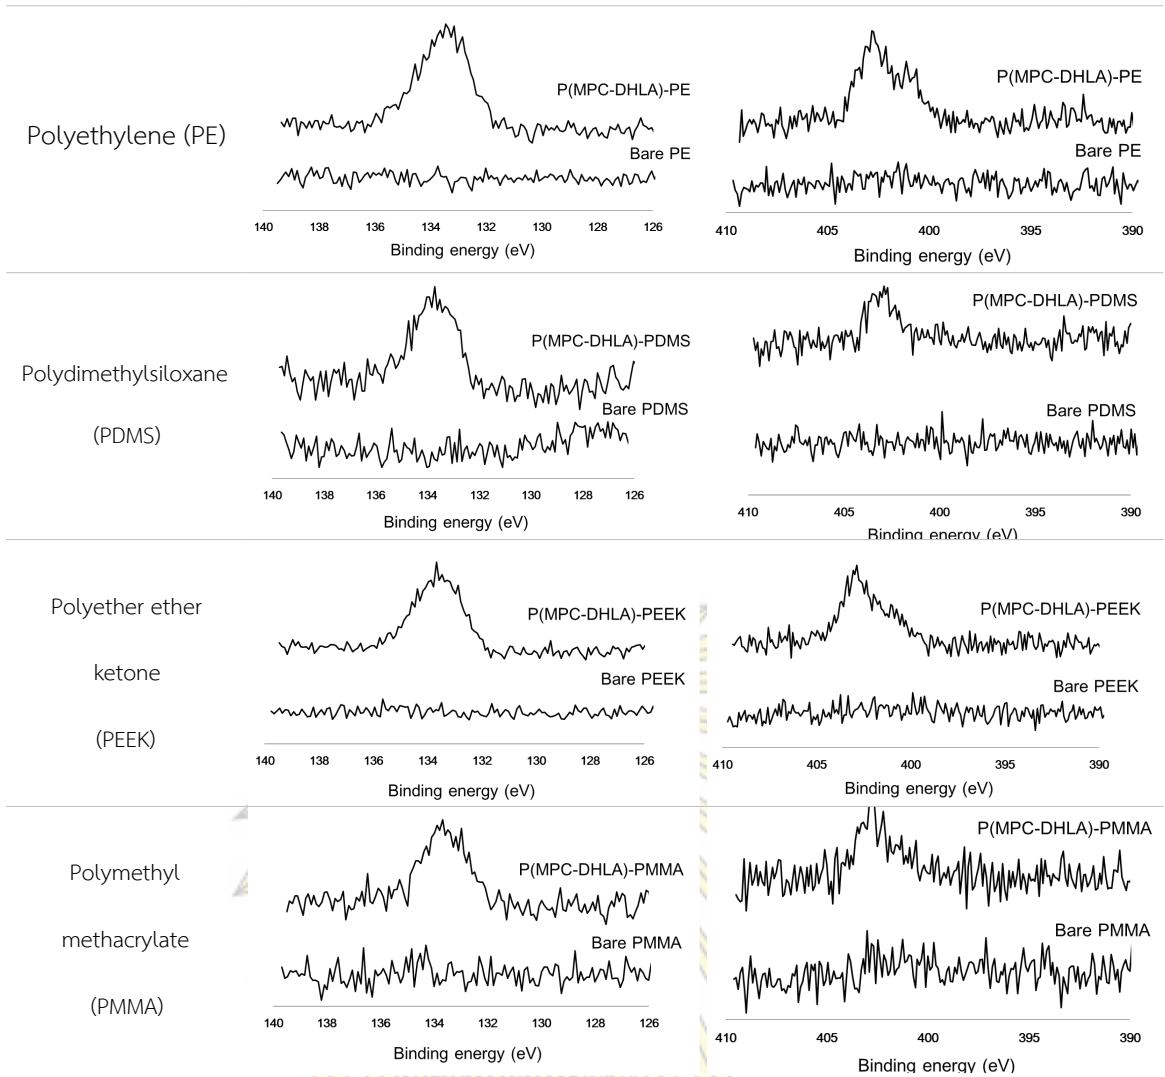 Polyethylene (PE)
P(MPC-DHLA)-PE
Bare PE
140 138 136 134 132 130 128 126
Binding energy (eV)
P(MPC-DHLA)-PE
Bare PE
410 405 400 395 390
Binding energy (eV)
Polydimethylsiloxane
(PDMS)
P(MPC-DHLA)-PDMS
Bare PDMS
140 138 136 134 132 130 128 126
Binding energy (eV)
P(MPC-DHLA)-PDMS
Bare PDMS
410 405 400 395 390
Binding energy (eV)
Polyether ether
ketone
(PEEK)
P(MPC-DHLA)-PEEK
Bare PEEK
140 138 136 134 132 130 128 126
Binding energy (eV)
P(MPC-DHLA)-PEEK
Bare PEEK
410 405 400 395 390
Binding energy (eV)
Polymethyl
methacrylate
(PMMA)
P(MPC-DHLA)-PMMA
Bare PMMA
140 138 136 134 132 130 128 126
Binding energy (eV)
P(MPC-DHLA)-PMMA
Bare PMMA
410 405 400 395 390
Binding energy (eV)